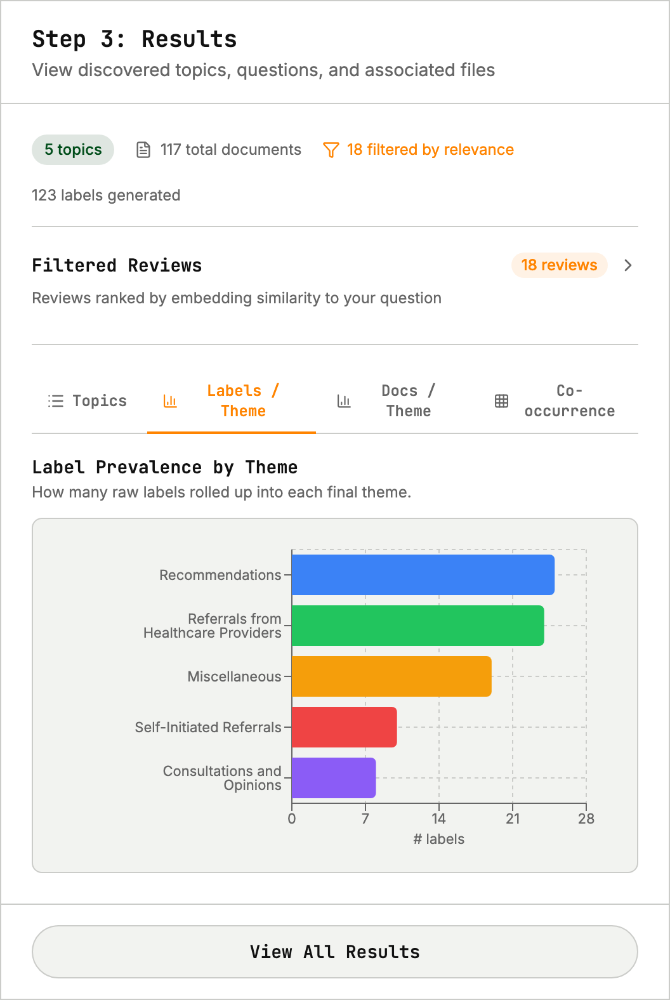 Step 3: Results
View discovered topics, questions, and associated files
5 topics
117 total documents
18 filtered by relevance
123 labels generated
Filtered Reviews
18 reviews
Reviews ranked by embedding similarity to your question
Topics
Labels /
Theme
Docs /
Theme
Co-
occurrence
Label Prevalence by Theme
How many raw labels rolled up into each final theme.
Recommendations
Referrals from
Healthcare Providers
Miscellaneous
Self-Initiated Referrals
Consultations and
Opinions
0
7
14
21
28
# labels
View All Results